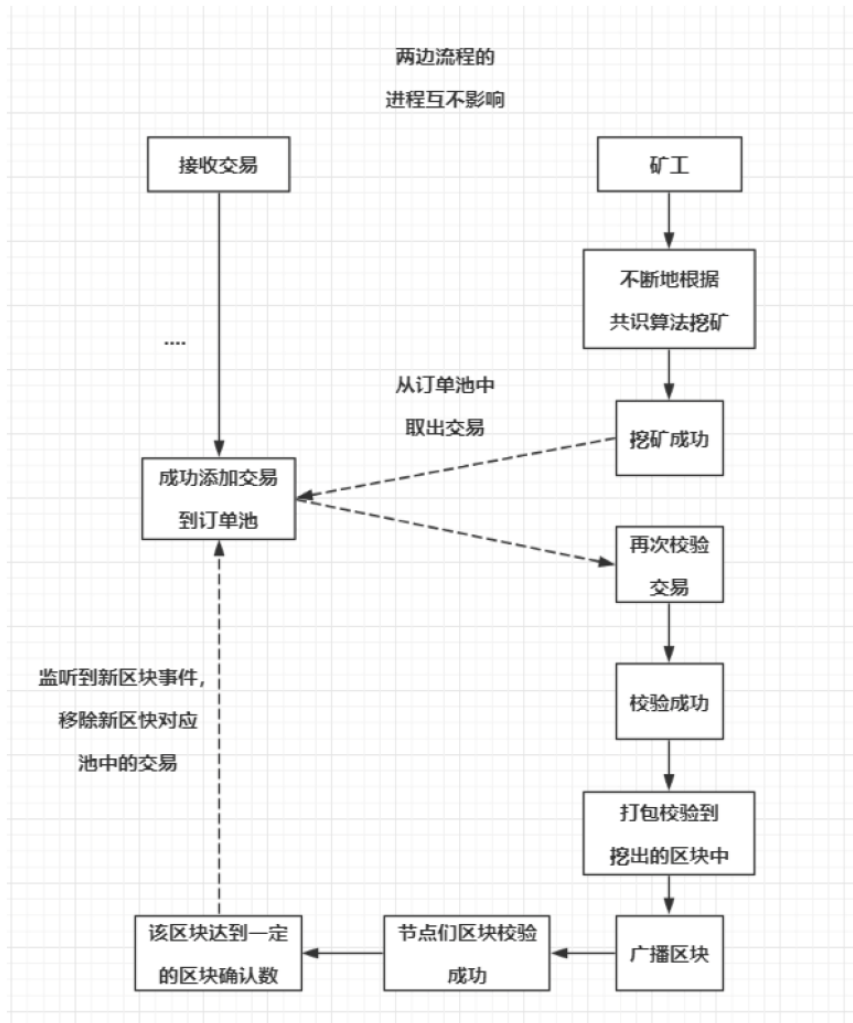 两边流程的
进程互不影响
接收交易
矿工
不断地根据
共识算法挖矿
....
从订单池中
取出交易
挖矿成功
成功添加交易
到订单池
再次校验
交易
监听到新区块事件，
移除新区快对应
池中的交易
校验成功
打包校验到
挖出的区块中
该区块达到一定
的区块确认数
节点们区块校验
成功
广播区块